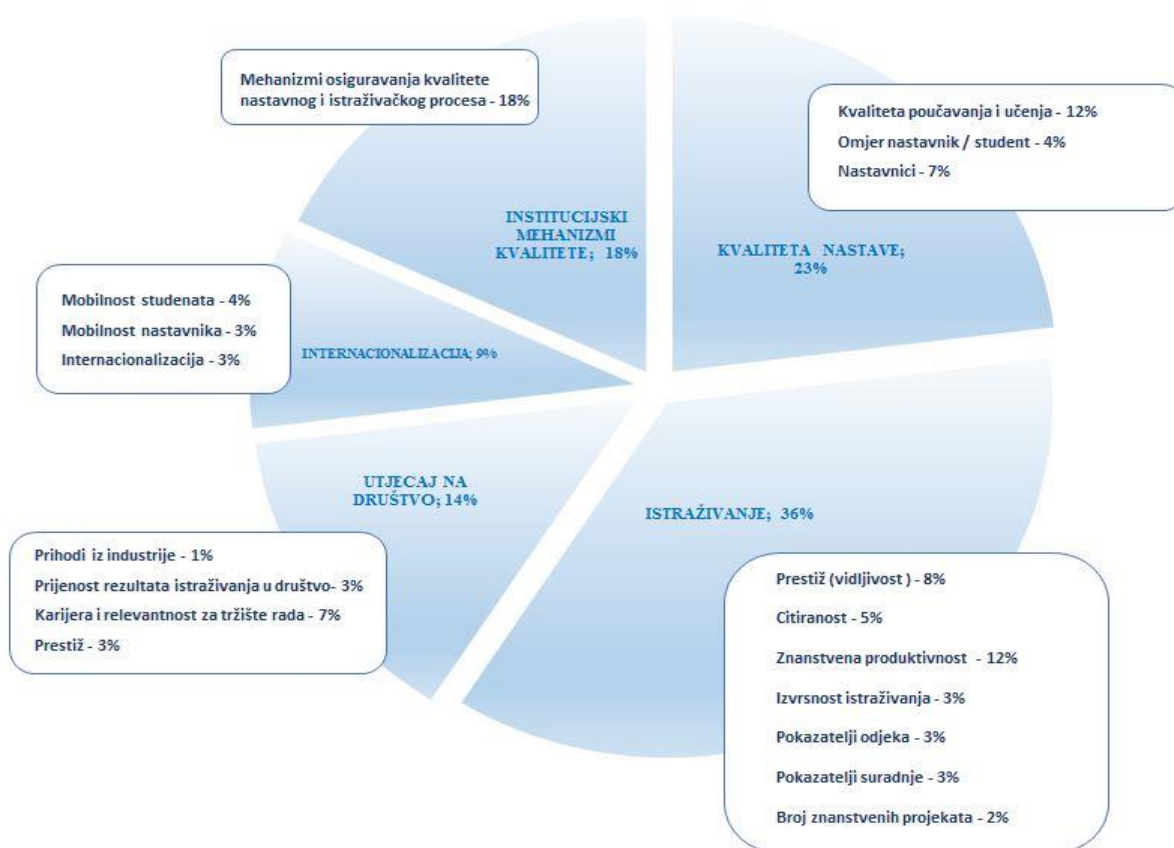 Mehanizmi osiguravanja kvalitete
nastavnog i istraživačkog procesa - 18%
Kvaliteta poučavanja i učenja - 12%
Omjer nastavnik / student - 4%
Nastavnici - 7%
INSTITUCIJSKI
MEHANIZMI
KVALITETE; 18%
KVALITETA NASTAVE;
23%
Mobilnost studenata - 4%
Mobilnost nastavnika - 3%
Internacionalizacija - 3%
INTERNACIONALIZACIJA; 9%
UTJECAJ NA
DRUŠTVO; 14%
ISTRAŽIVANJE; 36%
Prihodi iz industrije - 1%
Prijenost rezultata istraživanja u društvo- 3%
Karijera i relevantnost za tržište rada - 7%
Prestiž - 3%
Prestiž (vidljivost ) - 8%
Citiranost - 5%
Znanstvena produktivnost - 12%
Izvrsnost istraživanja - 3%
Pokazatelji odjeka - 3%
Pokazatelji suradnje - 3%
Broj znanstvenih projekata - 2%